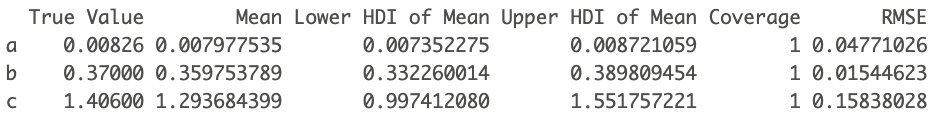 True Value Mean Lower HDI of Mean Upper HDI of Mean Coverage RMSE
a 0.00826 0.007977535 0.007352275 0.008721059 1 0.04771026
b 0.37000 0.359753789 0.332260014 0.389809454 1 0.01544623
c 1.40600 1.293684399 0.997412080 1.551757221 1 0.15838028